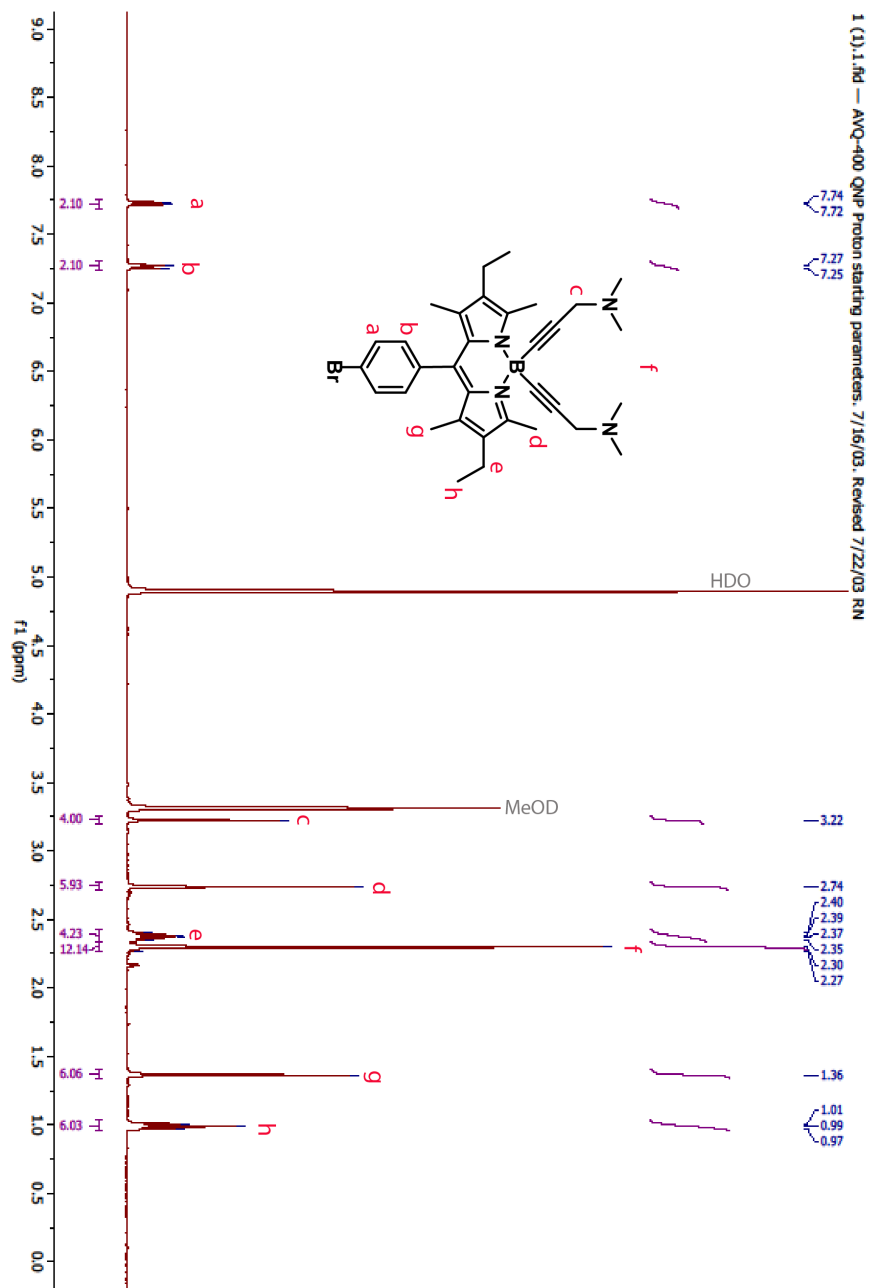 1 (1).1.fid — AVQ-400 QNP Proton starting parameters. 7/16/03. Revised 7/22/03 RN
7.74
7.72
7.27
7.25
3.22
2.74
2.40
2.39
2.37
2.35
2.30
2.27
1.36
1.01
0.99
0.97
N
N
c
f
B
N
N
d
g
e
h
b
a
Br
HDO
MeOD
a
b
c
d
e
f
g
h
2.10
2.10
4.00
5.93
4.23
12.14
6.06
6.03
9.0
8.5
8.0
7.5
7.0
6.5
6.0
5.5
5.0
4.5
4.0
3.5
3.0
2.5
2.0
1.5
1.0
0.5
0.0
f1 (ppm)